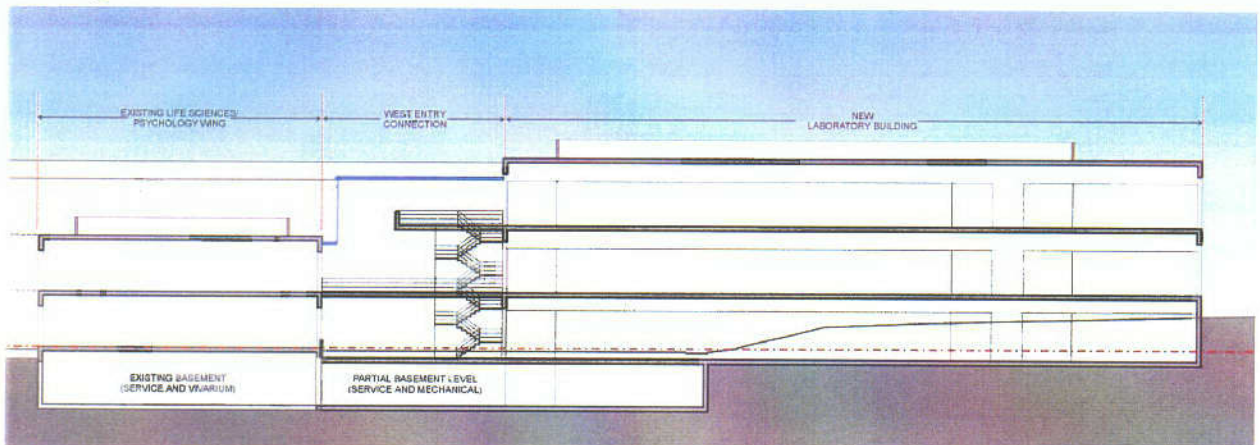 EXISTING LIFE SCIENCES
PSYCHOLOGY WING
WEST ENTRY
CONNECTION
NEW
LABORATORY BUILDING
EXISTING BASEMENT
(SERVICE AND VIVARIUM)
PARTIAL BASEMENT LEVEL
(SERVICE AND MECHANICAL)